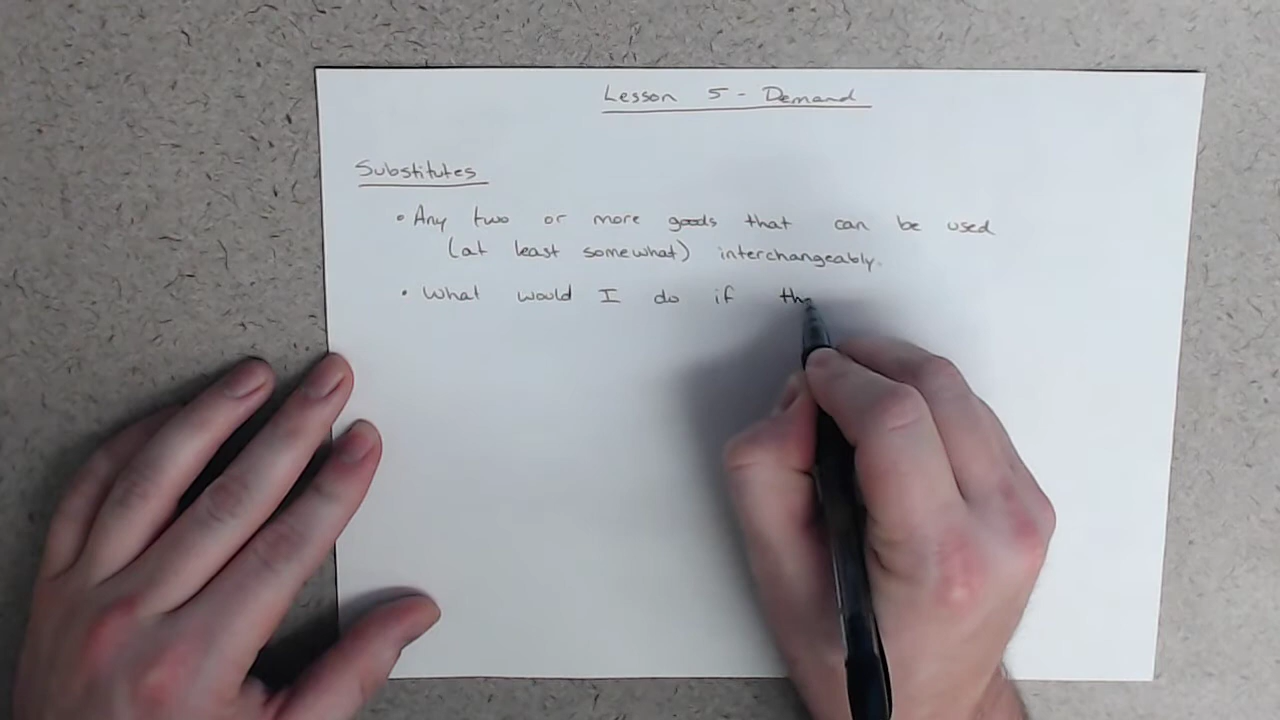 Lesson 5 - Demand
Substitutes
• Any two or more goods that can be used
(at least somewhat) interchangeably.
• What would I do if th